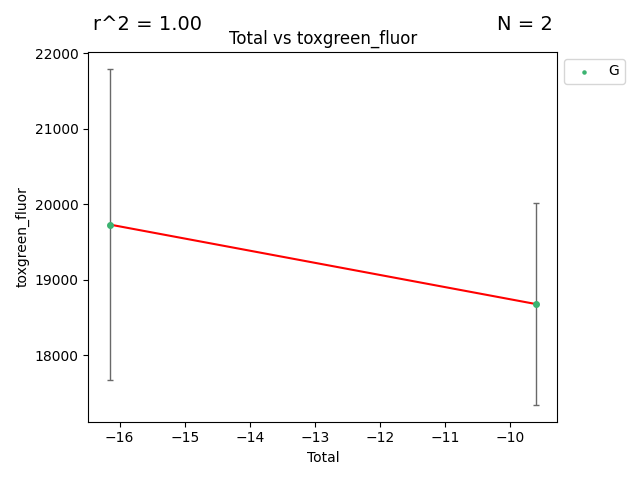 r^2 = 1.00
N = 2
Total vs toxgreen_fluor
22000
21000
20000
19000
18000
toxgreen_fluor
−16
−15
−14
−13
−12
−11
−10
Total
G